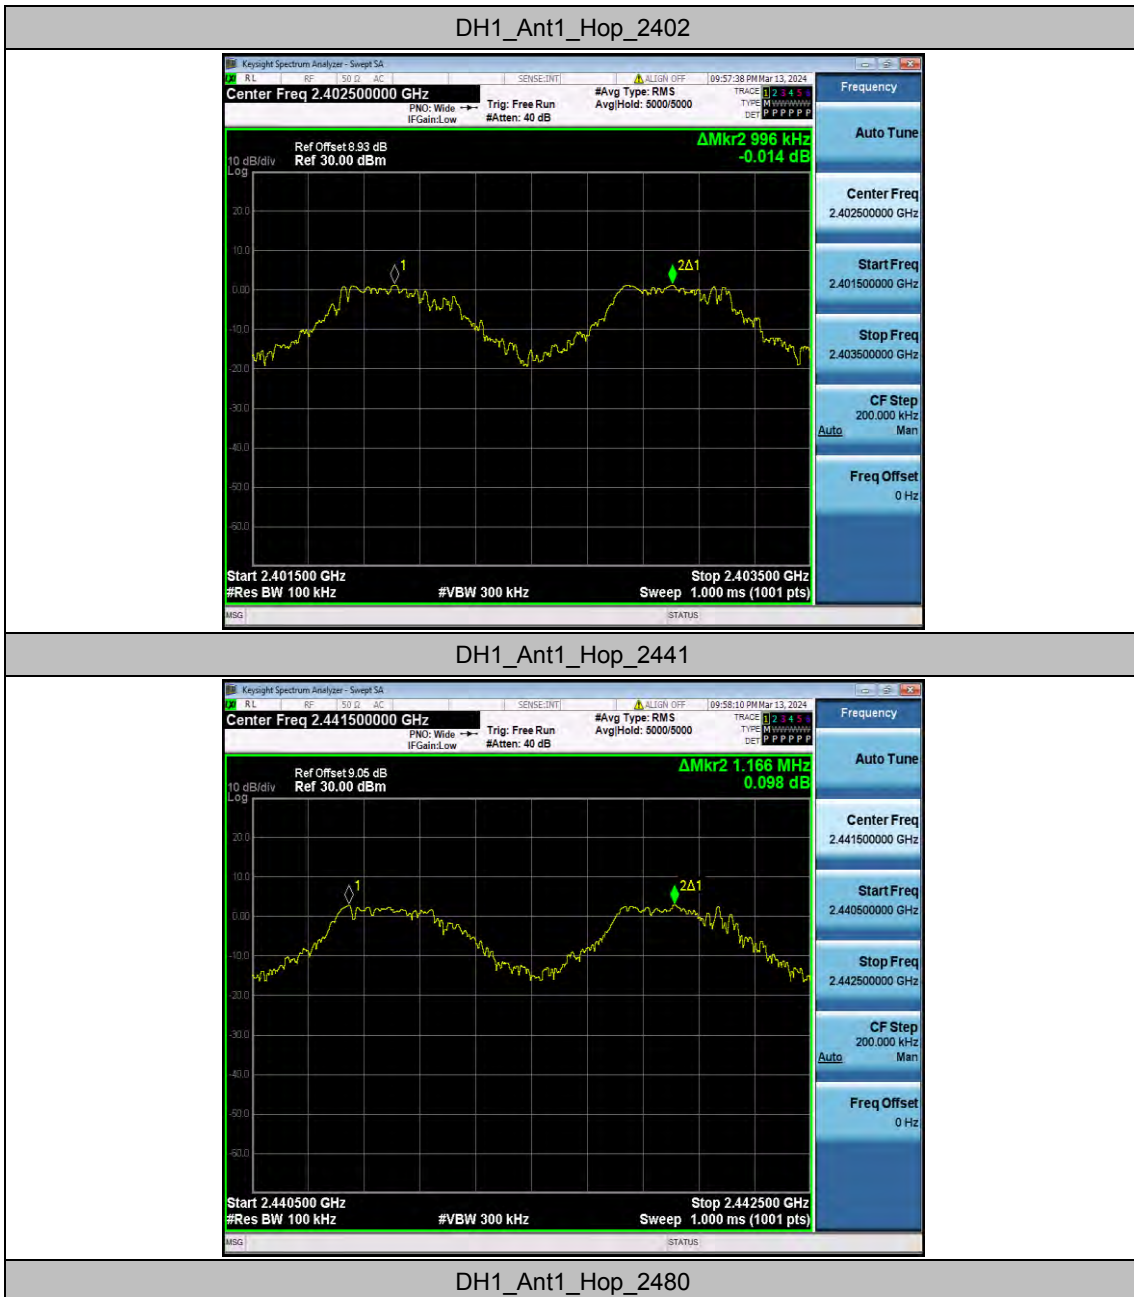 DH1_Ant1_Hop_2402
Keysight Spectrum Analyzer - Swept SA
RL RF 50 Ω AC SENSE:INT ALIGN OFF 09:57:38 PM Mar 13, 2024
Center Freq 2.402500000 GHz #Avg Type: RMS TRACE 1 2 3 4 5 6
PNO: Wide Trig: Free Run Avg|Hold: 5000/5000 TYPE M WWWWW
IFGain:Low #Atten: 40 dB DET P P P P P P
Frequency
Auto Tune
Center Freq
2.402500000 GHz
Start Freq
2.401500000 GHz
Stop Freq
2.403500000 GHz
CF Step
200.000 kHz
Auto Man
Freq Offset
0 Hz
ΔMkr2 996 kHz
-0.014 dB
Ref Offset 8.93 dB
10 dB/div Ref 30.00 dBm
Log
20.0
10.0
0.00
-10.0
-20.0
-30.0
-40.0
-50.0
-60.0
1
2Δ1
Start 2.401500 GHz Stop 2.403500 GHz
#Res BW 100 kHz #VBW 300 kHz Sweep 1.000 ms (1001 pts)
MSG STATUS
DH1_Ant1_Hop_2441
Keysight Spectrum Analyzer - Swept SA
RL RF 50 Ω AC SENSE:INT ALIGN OFF 09:58:10 PM Mar 13, 2024
Center Freq 2.441500000 GHz #Avg Type: RMS TRACE 1 2 3 4 5 6
PNO: Wide Trig: Free Run Avg|Hold: 5000/5000 TYPE M WWWWW
IFGain:Low #Atten: 40 dB DET P P P P P P
Frequency
Auto Tune
Center Freq
2.441500000 GHz
Start Freq
2.440500000 GHz
Stop Freq
2.442500000 GHz
CF Step
200.000 kHz
Auto Man
Freq Offset
0 Hz
ΔMkr2 1.166 MHz
0.098 dB
Ref Offset 9.05 dB
10 dB/div Ref 30.00 dBm
Log
20.0
10.0
0.00
-10.0
-20.0
-30.0
-40.0
-50.0
-60.0
1
2Δ1
Start 2.440500 GHz Stop 2.442500 GHz
#Res BW 100 kHz #VBW 300 kHz Sweep 1.000 ms (1001 pts)
MSG STATUS
DH1_Ant1_Hop_2480